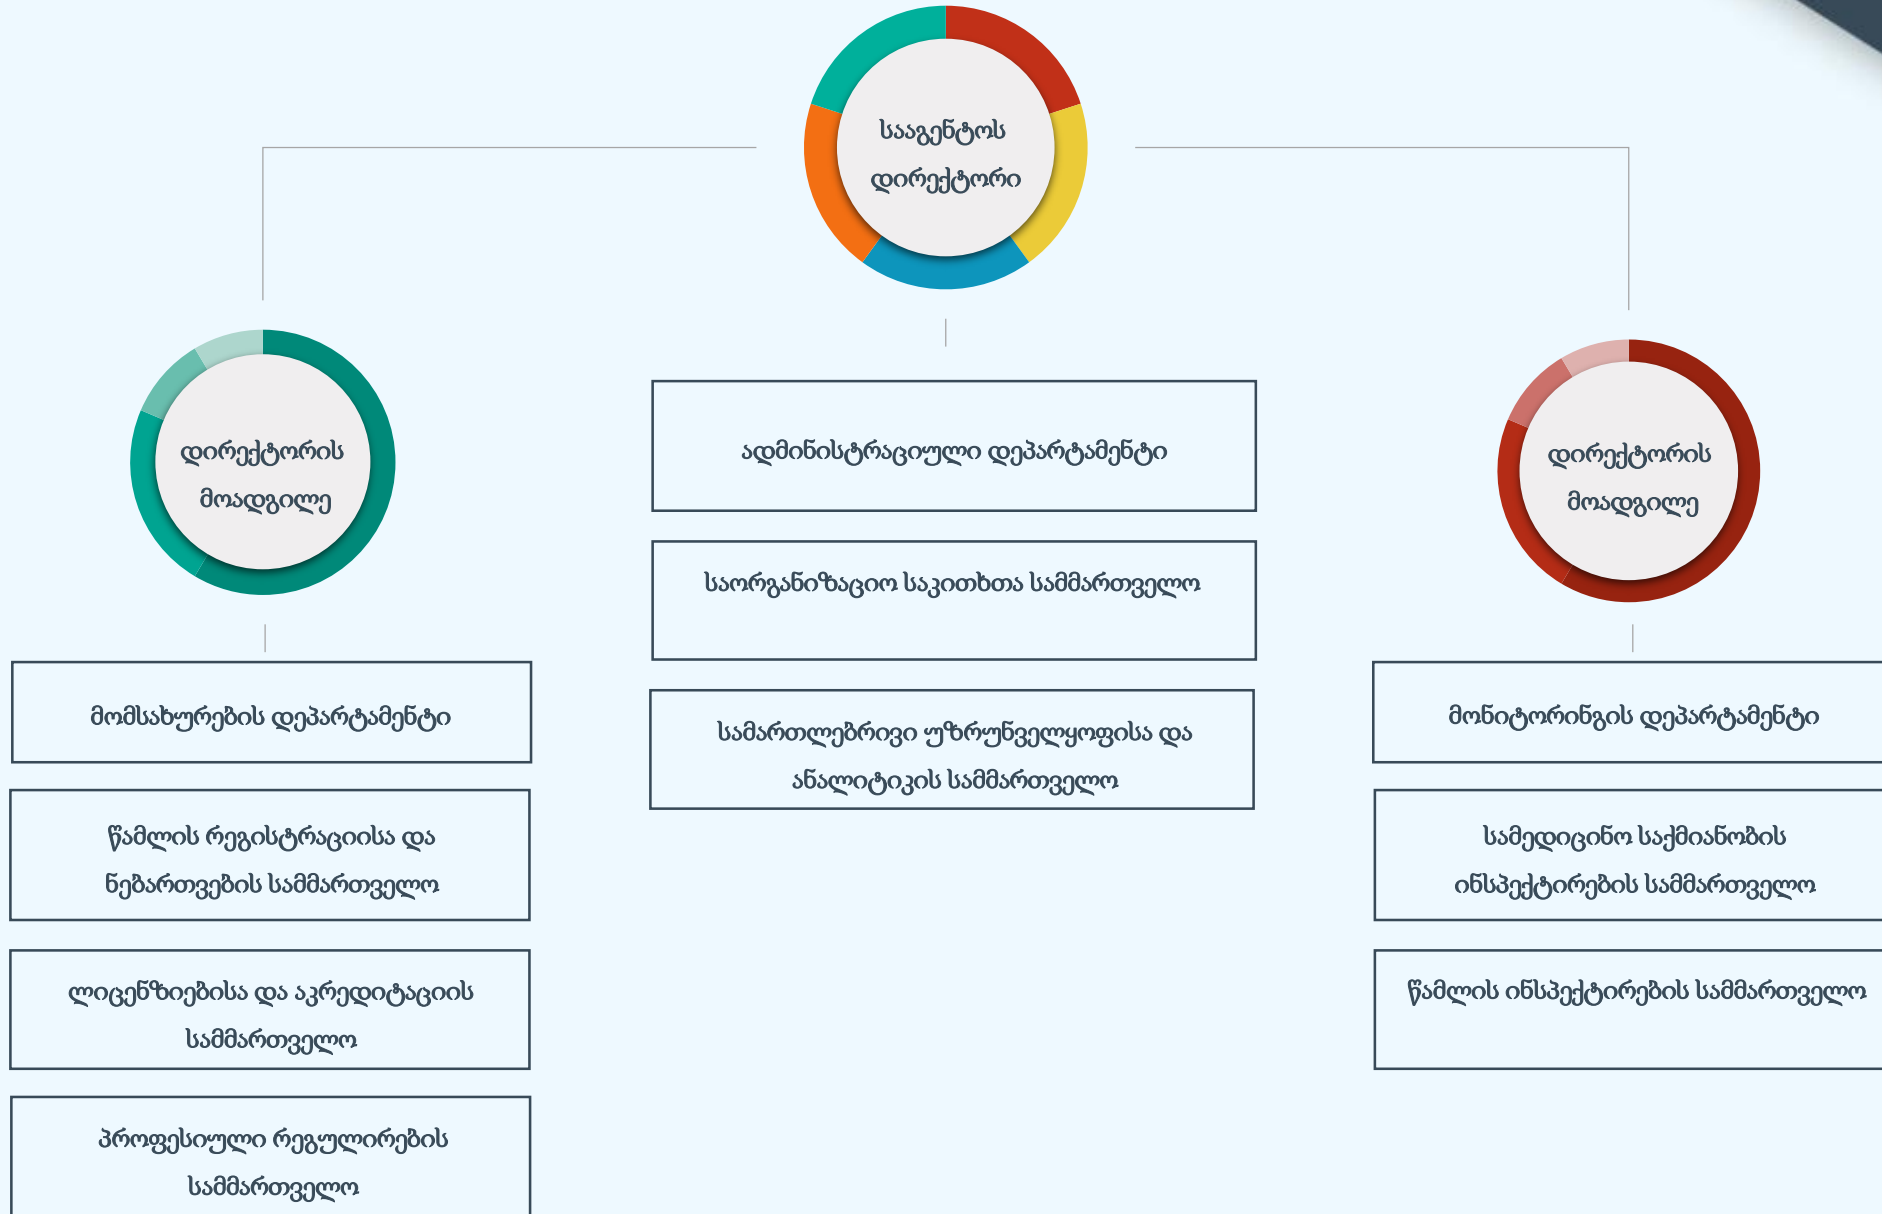 სააგენტოს
დირექტორი
დირექტორის
მოადგილე
მომსახურების დეპარტამენტი
წამლის რეგისტრაციისა და
ნებართვების სამმართველო
ლიცენზიებისა და აკრედიტაციის
სამმართველო
პროფესიული რეგულირების
სამმართველო
ადმინისტრაციული დეპარტამენტი
საორგანიზაციო საკითხთა სამმართველო
სამართლებრივი უზრუნველყოფისა და
ანალიტიკის სამმართველო
დირექტორის
მოადგილე
მონიტორინგის დეპარტამენტი
სამედიცინო საქმიანობის
ინსპექტირების სამმართველო
წამლის ინსპექტირების სამმართველო